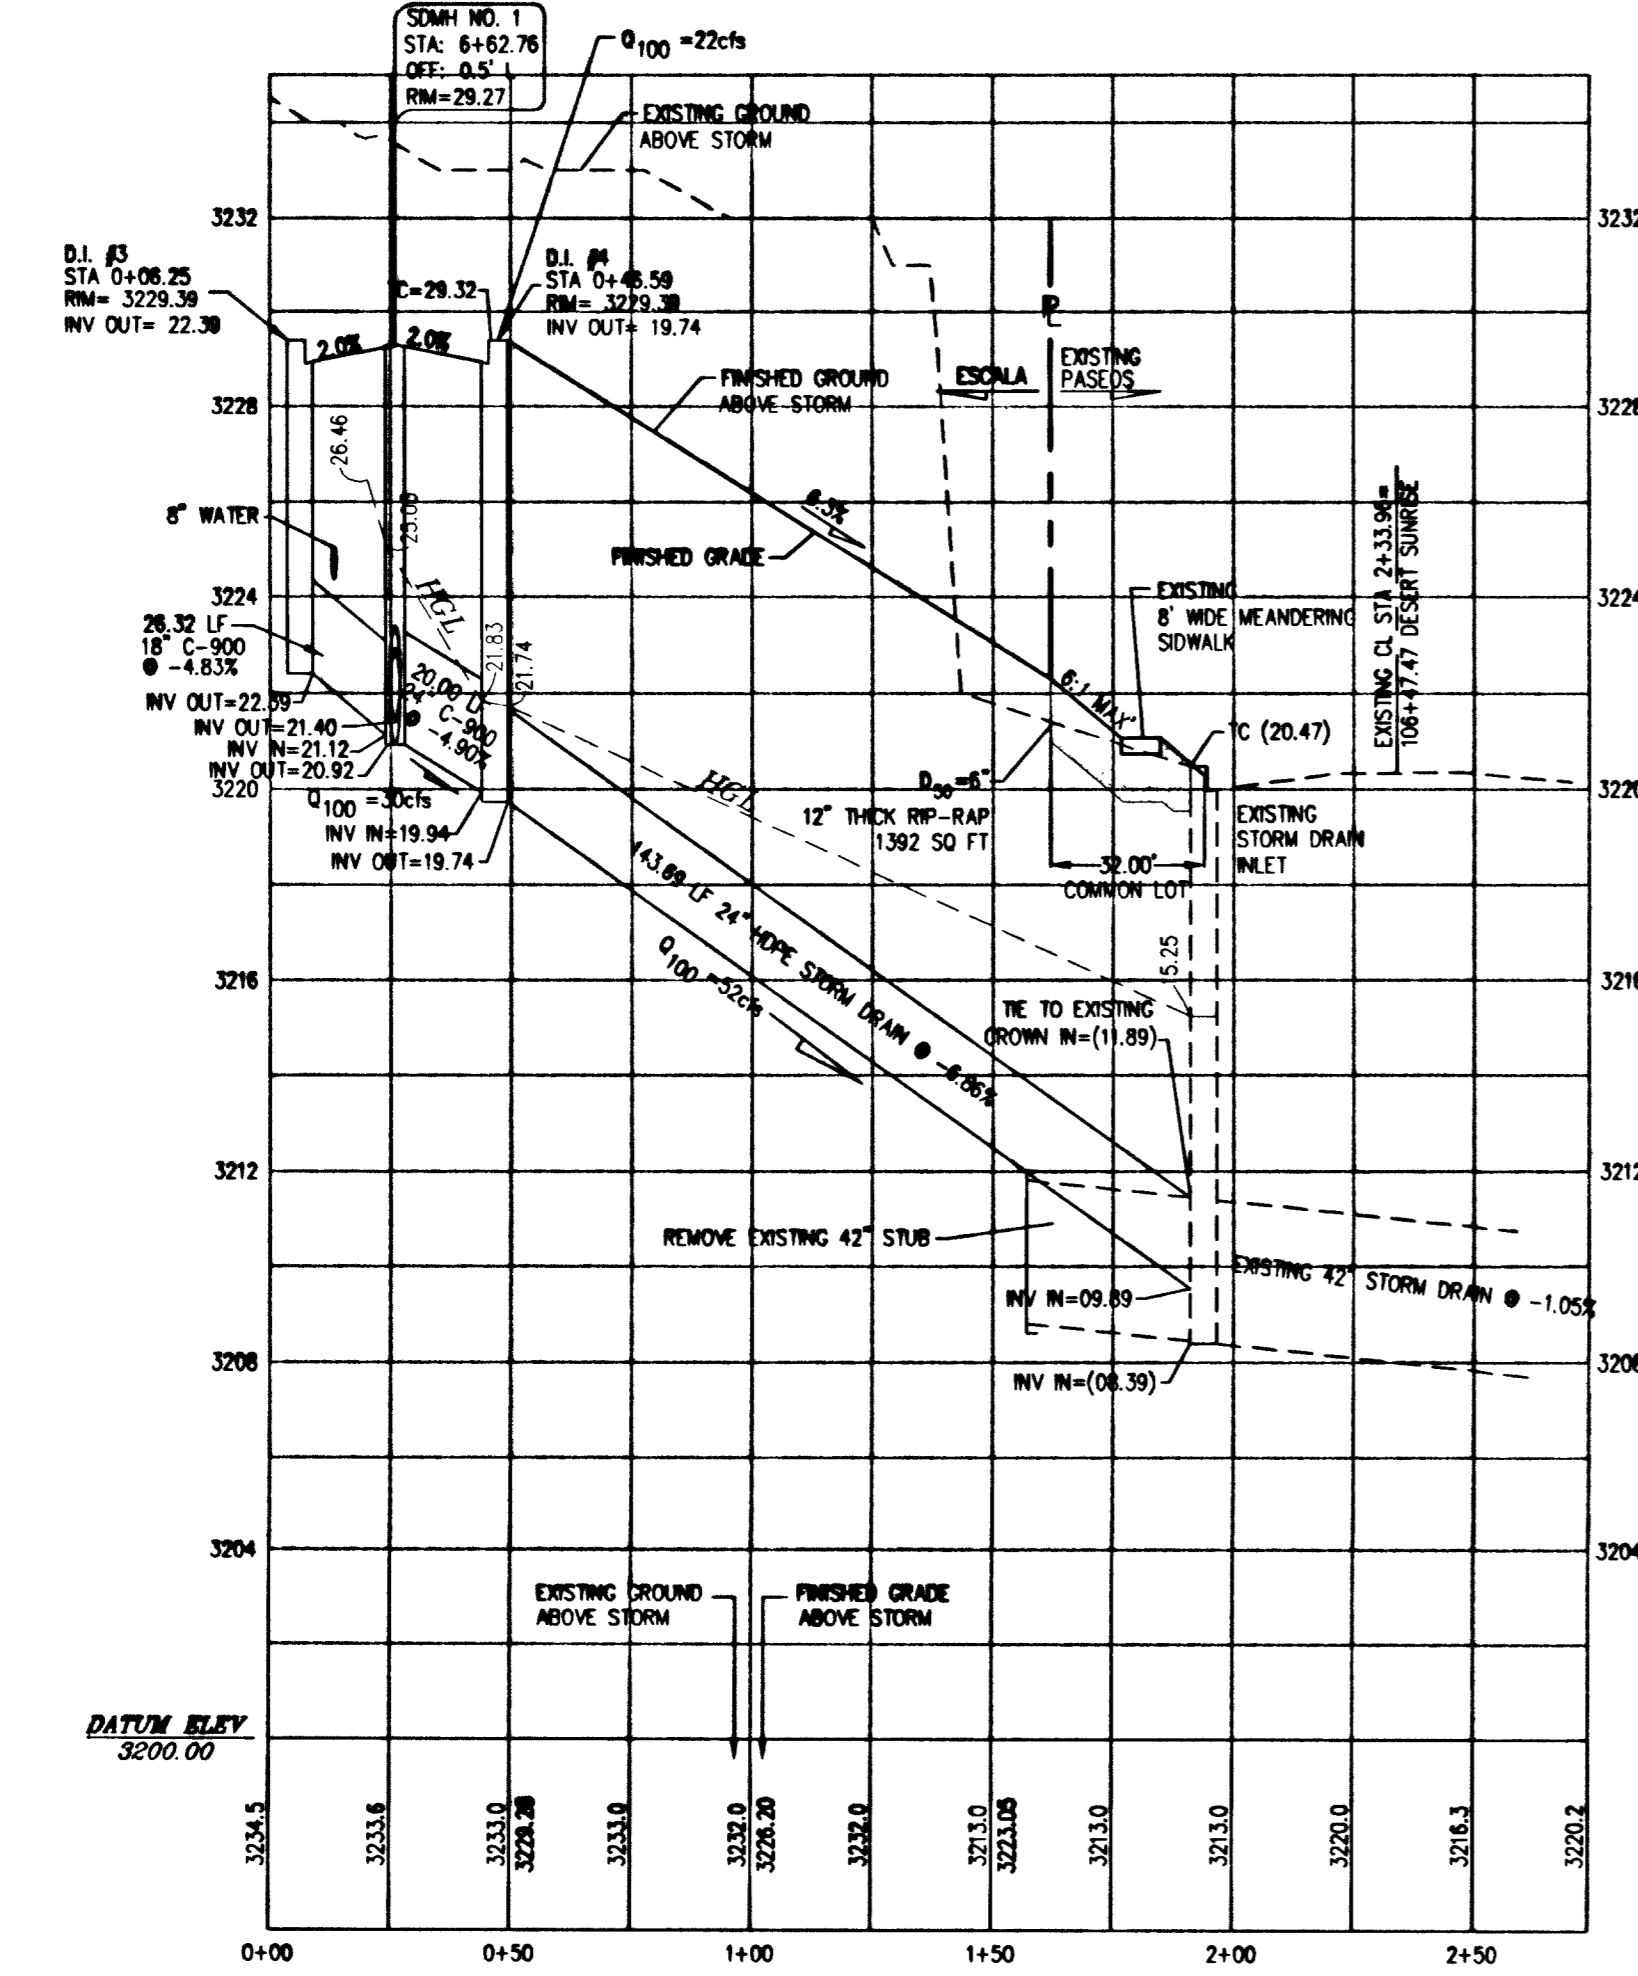 SDMH NO. 1
STA: 6+62.76
OFF: 0.5'
RIM=29.27
Q100 =22cfs
EXISTING GROUND
ABOVE STORM
3232
3232
D.I. #3
STA 0+06.25
RIM= 3229.39
INV OUT= 22.39
C=29.32
D.I. #4
STA 0+46.59
RIM= 3229.39
INV OUT= 19.74
2.0%
2.0%
FINISHED GROUND
ABOVE STORM
ESCALA
EXISTING
PASEOS
3228
3228
26.46
8" WATER
6.3%
FINISHED GRADE
EXISTING CL STA 2+33.96=
106+47.47 DESERT SUNRISE
3224
3224
HGL
EXISTING
8' WIDE MEANDERING
SIDWALK
26.32 LF
18" C-900
@ -4.83%
21.83
21.74
20.00 LF
24" C-900
@ -4.90%
INV OUT=22.39
INV OUT=21.40
INV IN=21.12
INV OUT=20.92
6:1 MAX
TC (20.47)
3220
3220
Q100 =30cfs
INV IN=19.94
INV OUT=19.74
HGL
D50=6"
12" THICK RIP-RAP
1392 SQ FT
EXISTING
STORM DRAIN
INLET
32.00'
COMMON LOT
143.69 LF 24" HDPE STORM DRAIN @ -6.86%
Q100 =52cfs
3216
3216
15.25
TIE TO EXISTING
CROWN IN=(11.89)
3212
3212
REMOVE EXISTING 42" STUB
EXISTING 42" STORM DRAIN @ -1.05%
INV IN=09.89
3208
3208
INV IN=(08.39)
3204
3204
EXISTING GROUND
ABOVE STORM
FINISHED GRADE
ABOVE STORM
DATUM ELEV
3200.00
3234.5
3233.6
3233.0
3229.28
3233.0
3232.0
3226.20
3232.0
3213.0
3223.05
3213.0
3213.0
3220.0
3216.3
3220.2
0+00
0+50
1+00
1+50
2+00
2+50